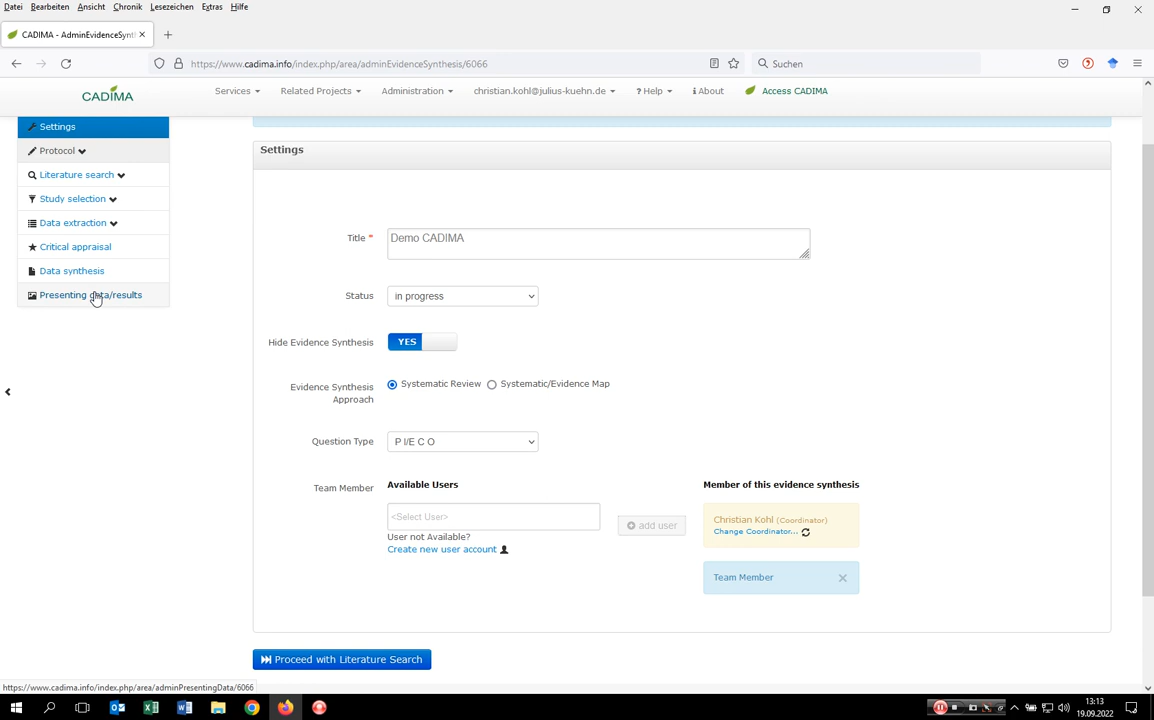 Datei Bearbeiten Ansicht Chronik Lesezeichen Extras Hilfe
CADIMA - AdminEvidenceSynth
https://www.cadima.info/index.php/area/adminEvidenceSynthesis/6066
Suchen
CADIMA
Services Related Projects Administration christian.kohl@julius-kuehn.de ? Help i About Access CADIMA
Settings
Protocol
Literature search
Study selection
Data extraction
Critical appraisal
Data synthesis
Presenting data/results
Settings
Title *
Demo CADIMA
Status
in progress
Hide Evidence Synthesis
YES
Evidence Synthesis
Approach
Systematic Review Systematic/Evidence Map
Question Type
P I/E C O
Team Member
Available Users
<Select User>
User not Available?
Create new user account
add user
Member of this evidence synthesis
Christian Kohl (Coordinator)
Change Coordinator...
Team Member
Proceed with Literature Search
https://www.cadima.info/index.php/area/adminPresentingData/6066
13:13
19.09.2022